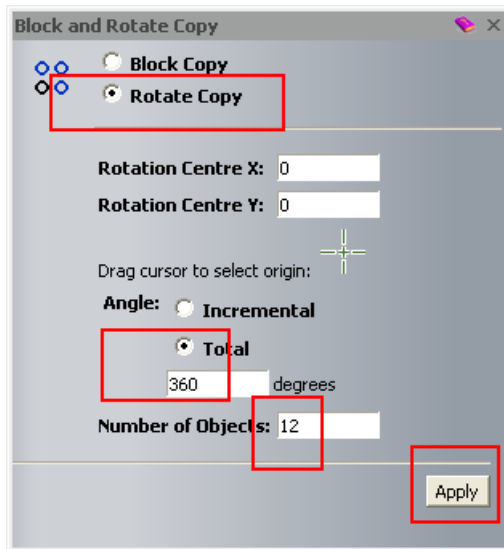 Block and Rotate Copy
Block Copy
Rotate Copy
Rotation Centre X: 0
Rotation Centre Y: 0
Drag cursor to select origin:
Angle: Incremental
Total
360 degrees
Number of Objects: 12
Apply